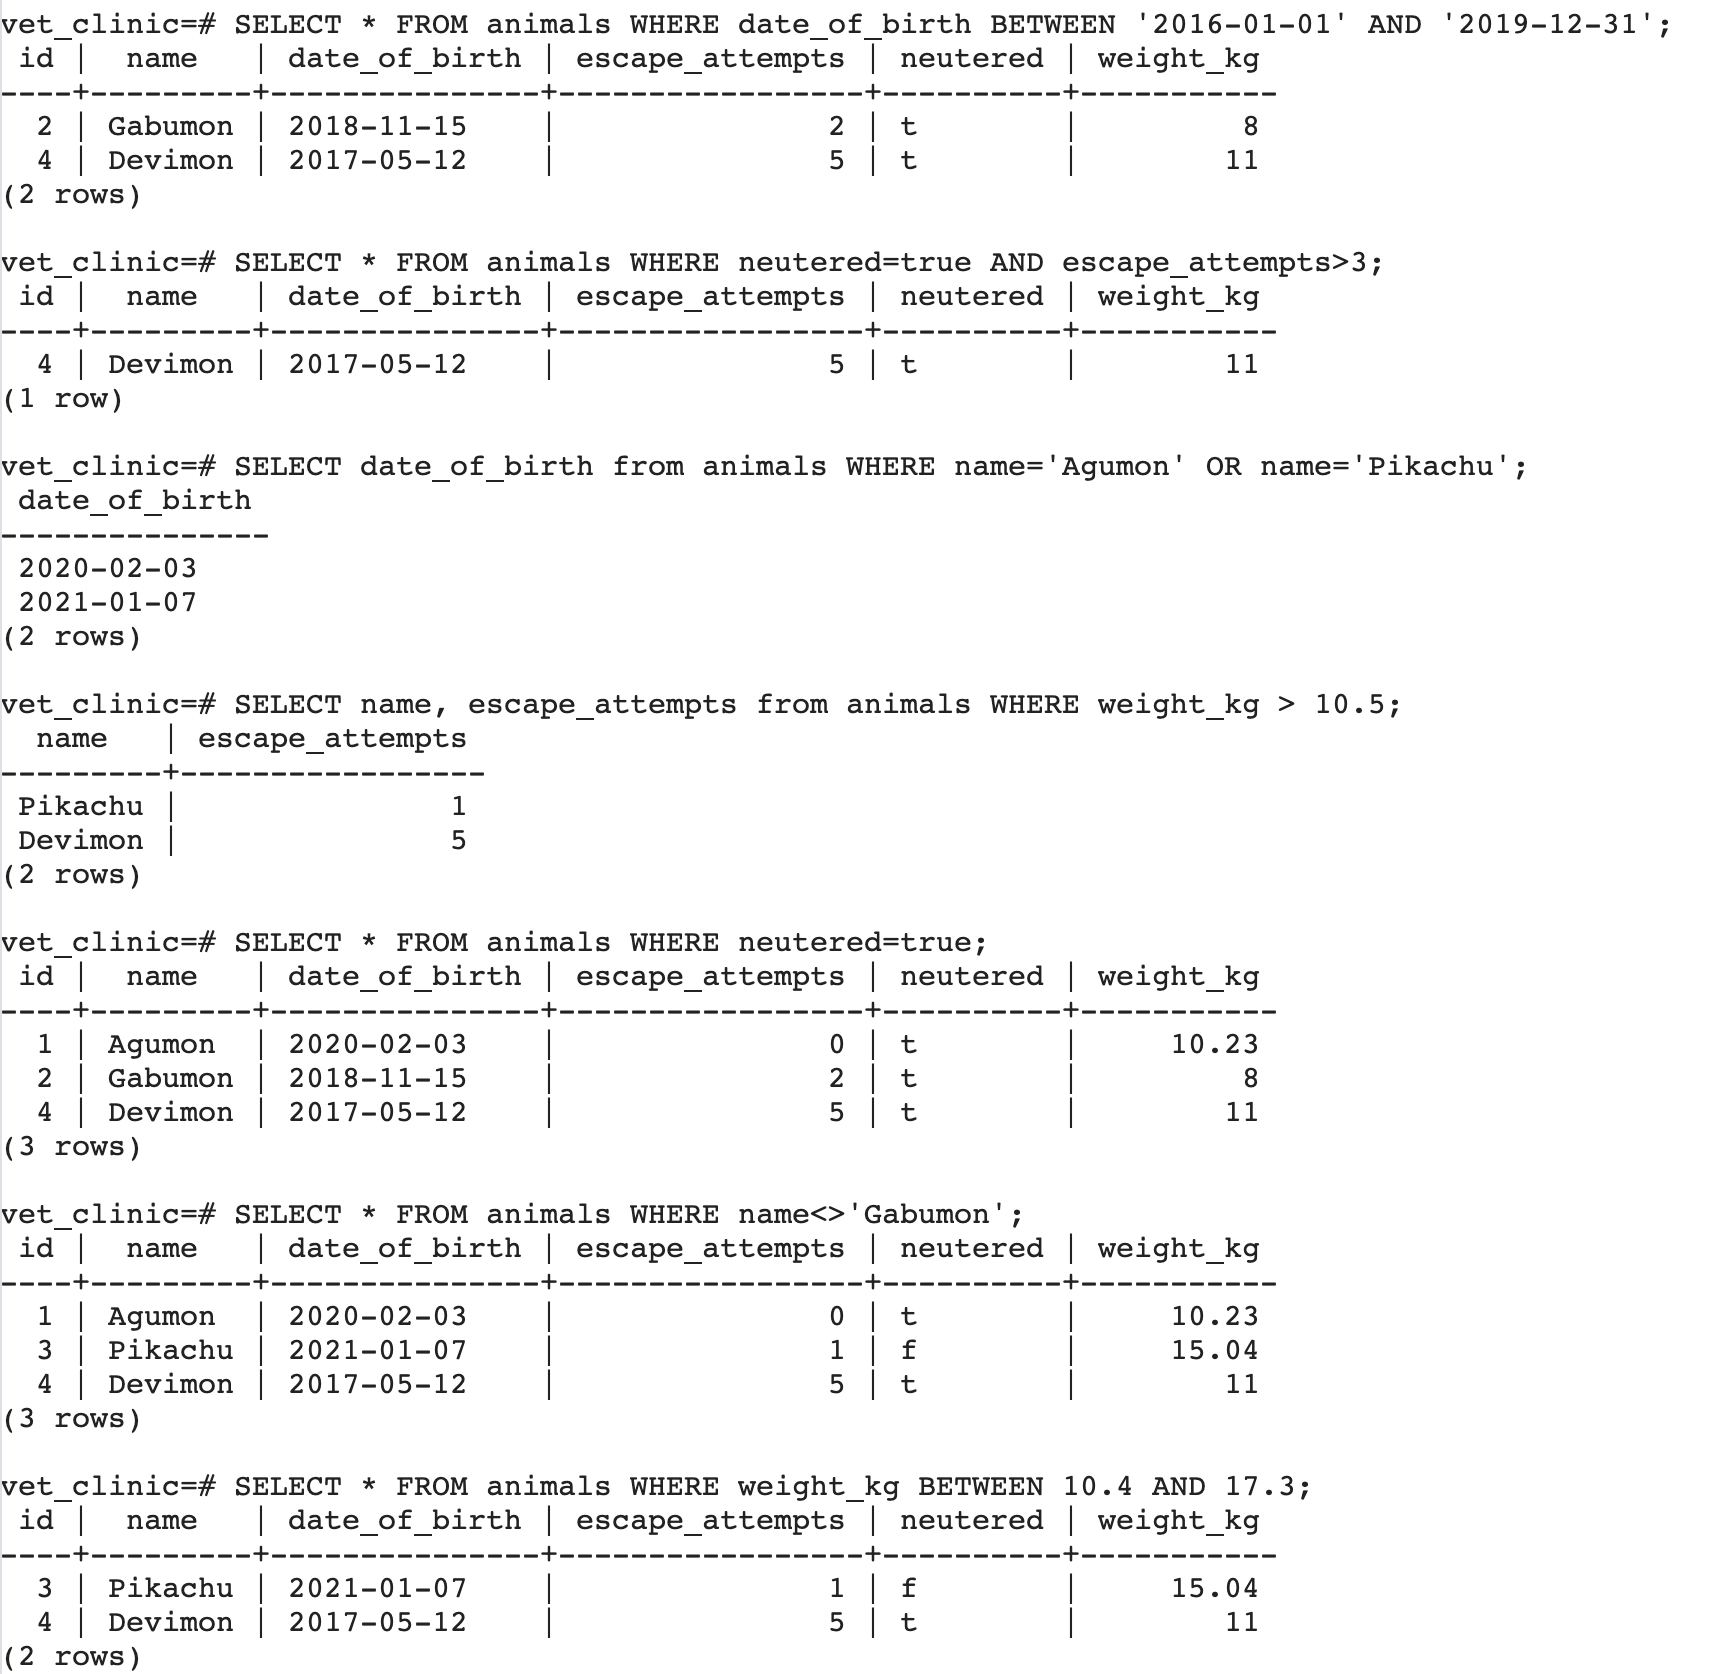 vet_clinic=# SELECT * FROM animals WHERE date_of_birth BETWEEN '2016-01-01' AND '2019-12-31';
 id |  name   | date_of_birth | escape_attempts | neutered | weight_kg
----+---------+---------------+-----------------+----------+-----------
  2 | Gabumon | 2018-11-15    |               2 | t        |         8
  4 | Devimon | 2017-05-12    |               5 | t        |        11
(2 rows)

vet_clinic=# SELECT * FROM animals WHERE neutered=true AND escape_attempts>3;
 id |  name   | date_of_birth | escape_attempts | neutered | weight_kg
----+---------+---------------+-----------------+----------+-----------
  4 | Devimon | 2017-05-12    |               5 | t        |        11
(1 row)

vet_clinic=# SELECT date_of_birth from animals WHERE name='Agumon' OR name='Pikachu';
 date_of_birth
---------------
 2020-02-03
 2021-01-07
(2 rows)

vet_clinic=# SELECT name, escape_attempts from animals WHERE weight_kg > 10.5;
  name   | escape_attempts
---------+-----------------
 Pikachu |               1
 Devimon |               5
(2 rows)

vet_clinic=# SELECT * FROM animals WHERE neutered=true;
 id |  name   | date_of_birth | escape_attempts | neutered | weight_kg
----+---------+---------------+-----------------+----------+-----------
  1 | Agumon  | 2020-02-03    |               0 | t        |     10.23
  2 | Gabumon | 2018-11-15    |               2 | t        |         8
  4 | Devimon | 2017-05-12    |               5 | t        |        11
(3 rows)

vet_clinic=# SELECT * FROM animals WHERE name<>'Gabumon';
 id |  name   | date_of_birth | escape_attempts | neutered | weight_kg
----+---------+---------------+-----------------+----------+-----------
  1 | Agumon  | 2020-02-03    |               0 | t        |     10.23
  3 | Pikachu | 2021-01-07    |               1 | f        |     15.04
  4 | Devimon | 2017-05-12    |               5 | t        |        11
(3 rows)

vet_clinic=# SELECT * FROM animals WHERE weight_kg BETWEEN 10.4 AND 17.3;
 id |  name   | date_of_birth | escape_attempts | neutered | weight_kg
----+---------+---------------+-----------------+----------+-----------
  3 | Pikachu | 2021-01-07    |               1 | f        |     15.04
  4 | Devimon | 2017-05-12    |               5 | t        |        11
(2 rows)